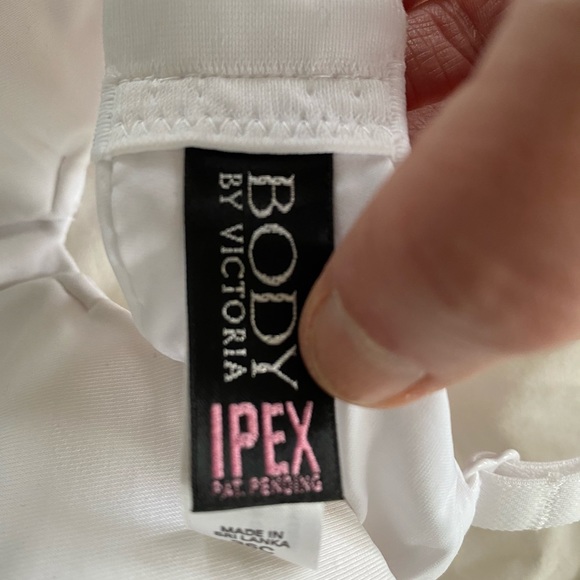 BODY
BY VICTORIA
IPEX
PAT. PENDING
MADE IN
SRI LANKA